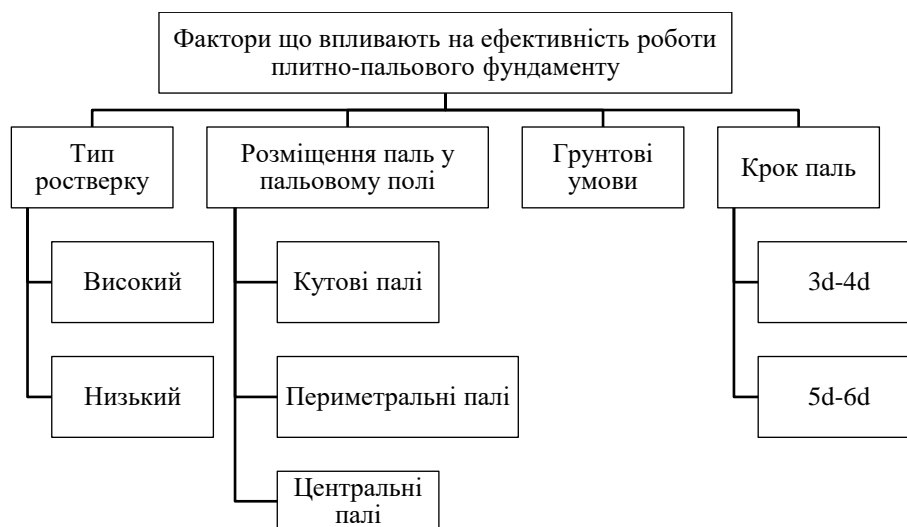 Фактори що впливають на ефективність роботи
плитно-пальового фундаменту
Тип
ростверку
Розміщення паль у
пальовому полі
Грунтові
умови
Крок паль
Високий
Кутові палі
3d-4d
Низький
Периметральні палі
5d-6d
Центральні
палі